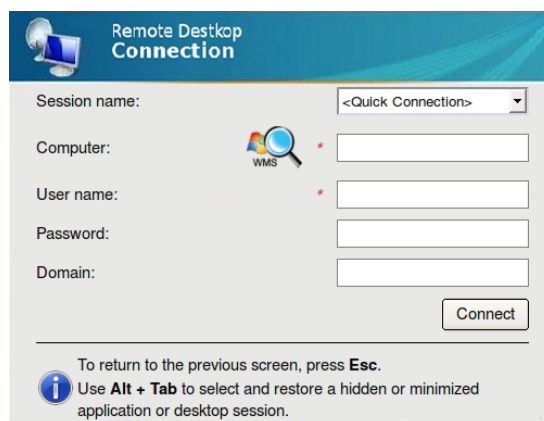 Remote Destkop
Connection
Session name:
<Quick Connection>
Computer:
WMS
*
User name:
*
Password:
Domain:
Connect
To return to the previous screen, press Esc.
Use Alt + Tab to select and restore a hidden or minimized
application or desktop session.